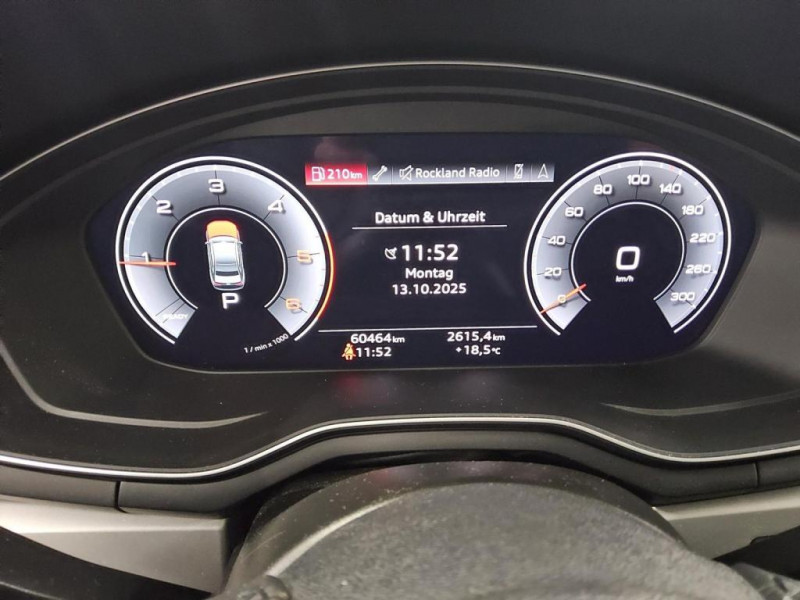 210km
Rockland Radio
Datum & Uhrzeit
11:52
Montag
13.10.2025
60464km 2615,4km
11:52 +18,5°C
READY 1 2 3 4 5 6
P
1 / min x 1000
0 20 40 60 80 100 140 180 220 260 300
0
km/h